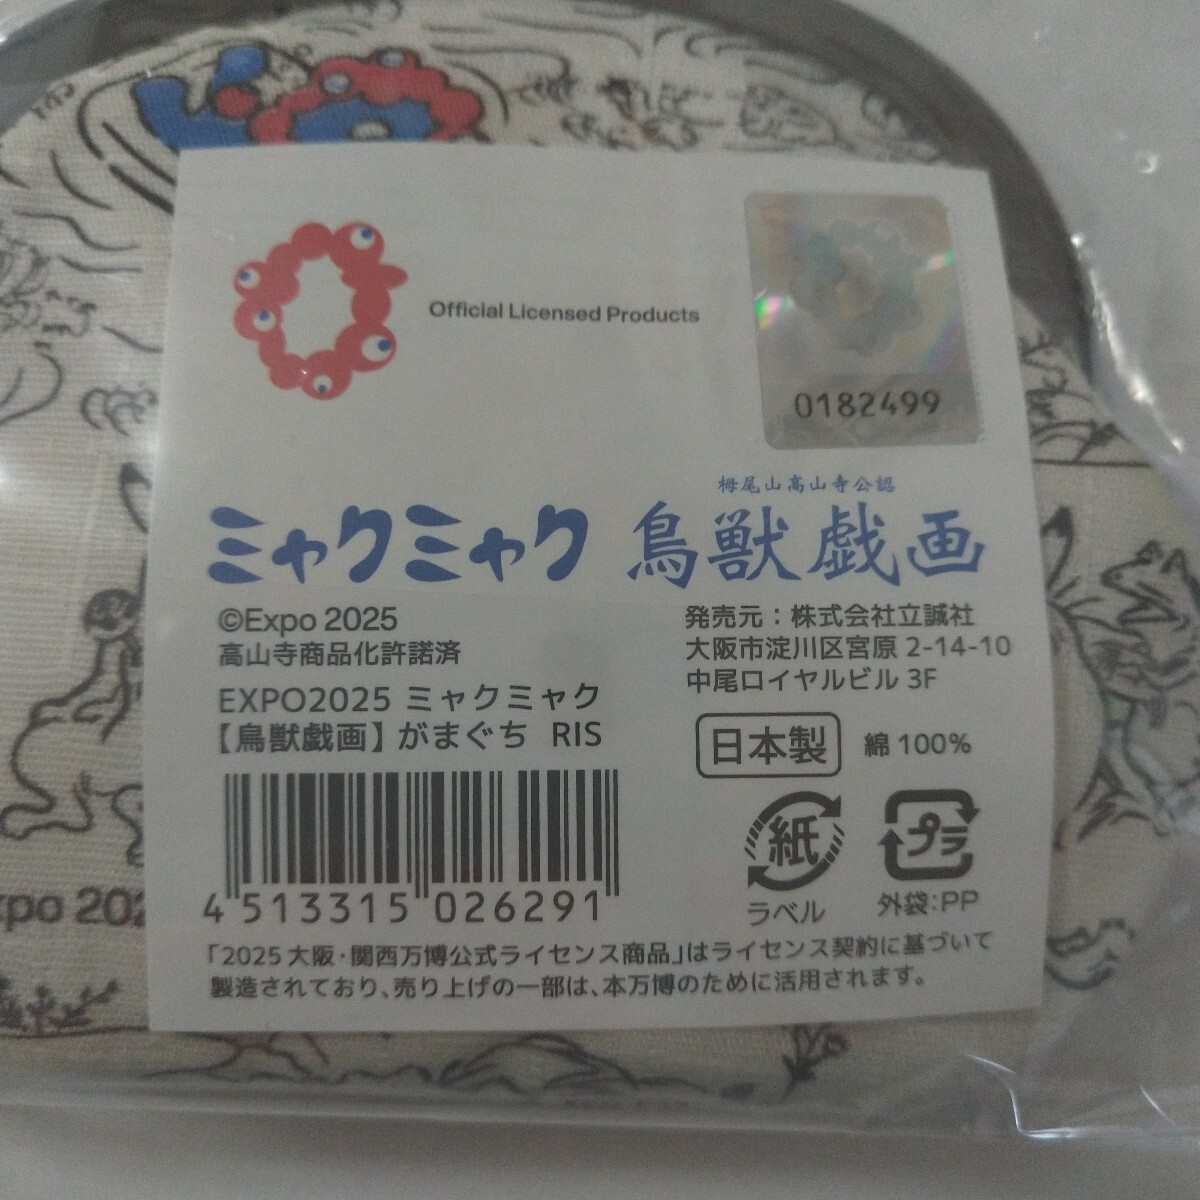 Official Licensed Products
0182499
栂尾山高山寺公認
ミャクミャク 鳥獣戯画
©Expo 2025
高山寺商品化許諾済
EXPO2025 ミャクミャク
【鳥獣戯画】がまぐち RIS
4 513315 026291
発売元：株式会社立誠社
大阪市淀川区宮原 2-14-10
中尾ロイヤルビル 3F
日本製 綿 100%
紙
ラベル
プラ
外袋:PP
「2025 大阪・関西万博公式ライセンス商品」はライセンス契約に基づいて
製造されており、売り上げの一部は、本万博のために活用されます。
xpo 202